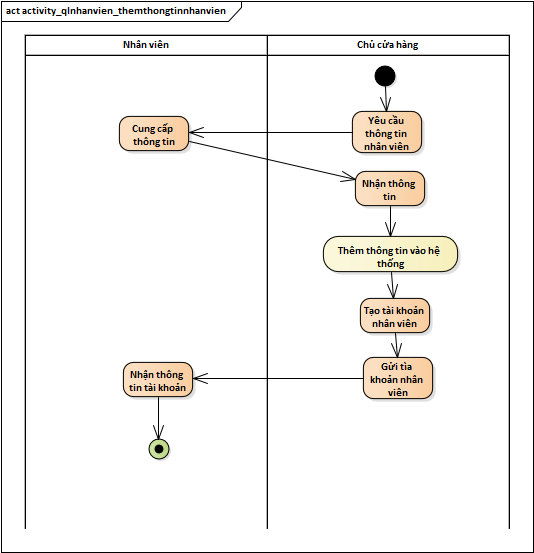 act activity_qlnhanvien_themthongtinnhanvien
Nhân viên
Chủ cửa hàng
Yêu cầu
thông tin
nhân viên
Cung cấp
thông tin
Nhận thông
tin
Thêm thông tin vào hệ
thống
Tạo tài khoản
nhân viên
Gửi tìa
khoản nhân
viên
Nhận thông
tin tài khoản